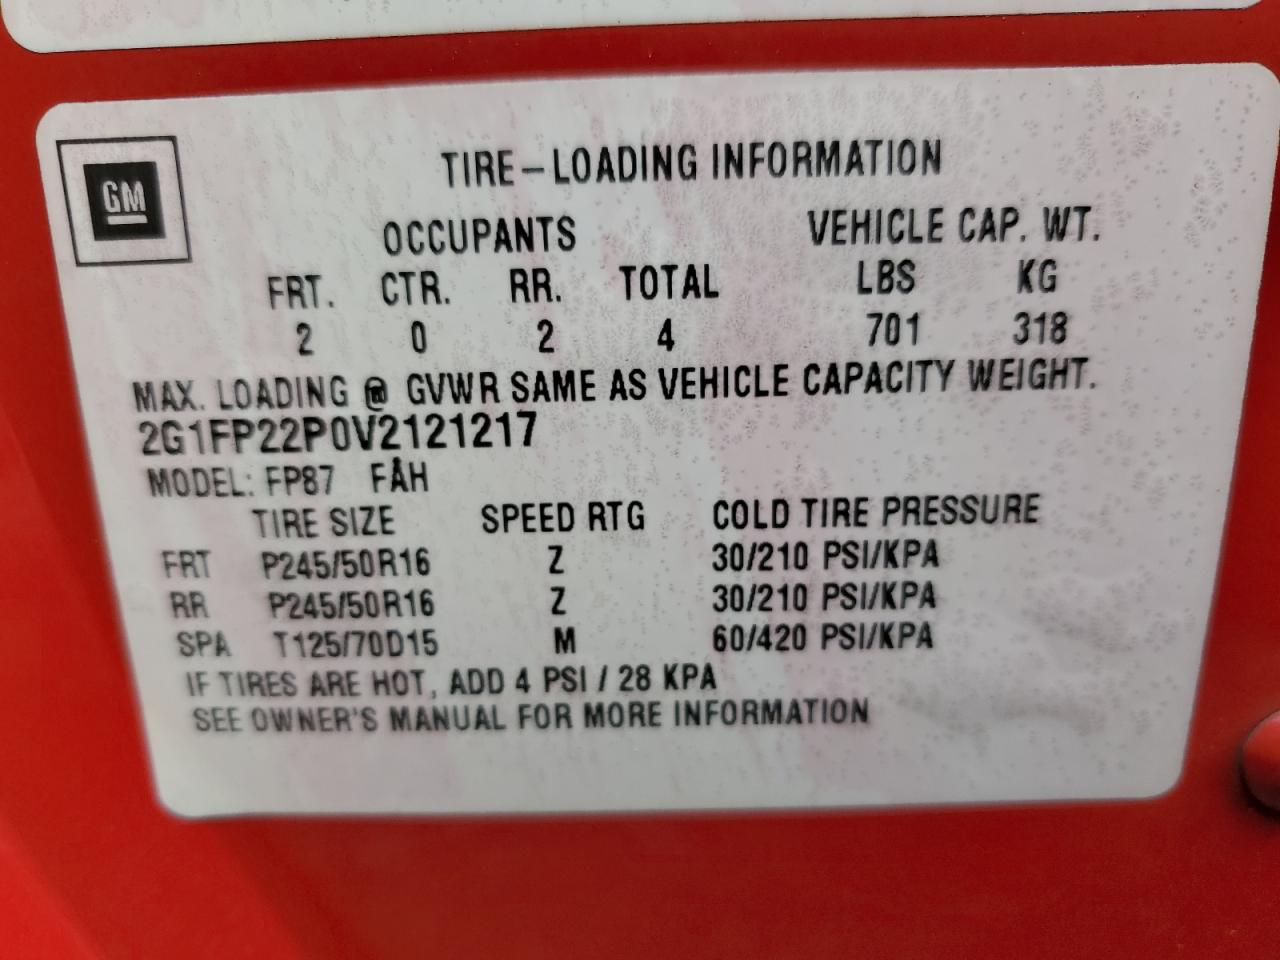 GM
TIRE-LOADING INFORMATION
OCCUPANTS VEHICLE CAP. WT.
FRT. CTR. RR. TOTAL LBS KG
2 0 2 4 701 318
MAX. LOADING @ GVWR SAME AS VEHICLE CAPACITY WEIGHT.
2G1FP22P0V2121217
MODEL: FP87 FÅH
TIRE SIZE SPEED RTG COLD TIRE PRESSURE
FRT P245/50R16 Z 30/210 PSI/KPA
RR P245/50R16 Z 30/210 PSI/KPA
SPA T125/70D15 M 60/420 PSI/KPA
IF TIRES ARE HOT, ADD 4 PSI / 28 KPA
SEE OWNER'S MANUAL FOR MORE INFORMATION